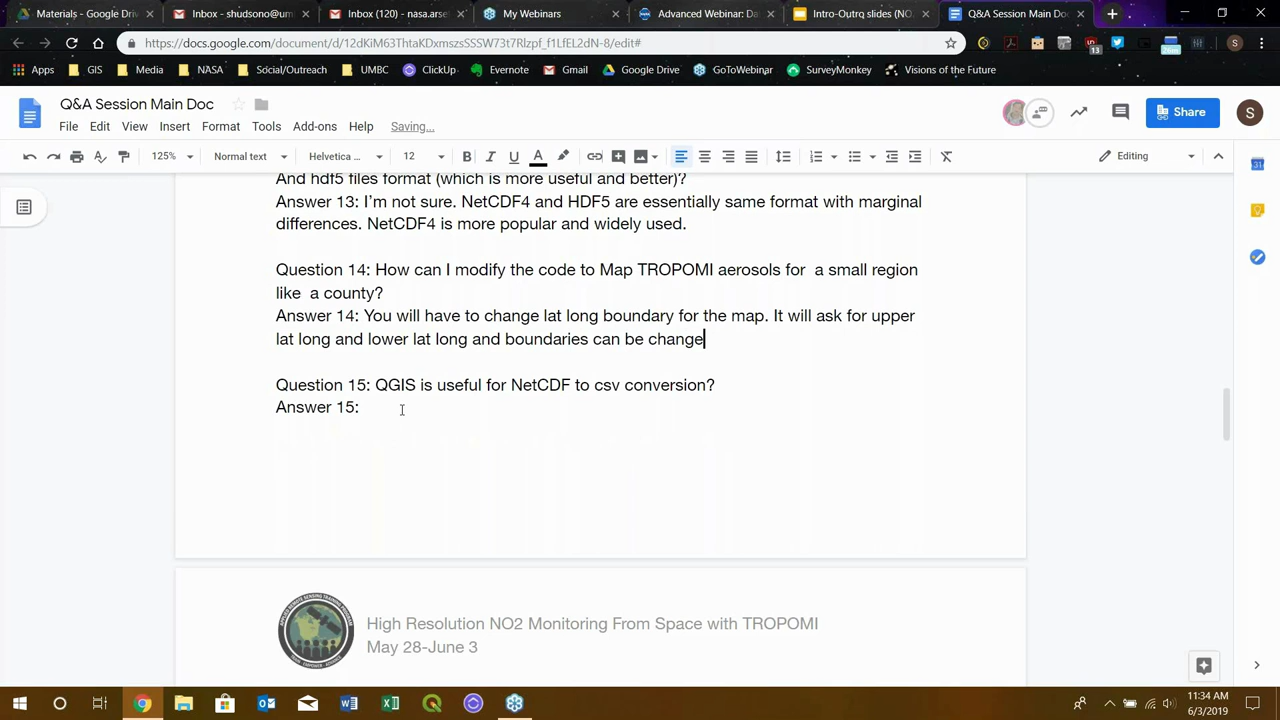 Materials - Google Driv
Inbox - shudsmo@um
Inbox (120) - nasa.arse
My Webinars
Advanced Webinar: Da
Intro-Outro slides (NO
Q&A Session Main Doc
https://docs.google.com/document/d/12dKiM63ThtaKDxmszsSSSW73t7Rlzpf_f1LfEL2dN-8/edit#
Apps
GIS
Media
NASA
Social/Outreach
UMBC
ClickUp
Evernote
Gmail
Google Drive
GoToWebinar
SurveyMonkey
Visions of the Earth
Q&A Session Main Doc
Share
S
File Edit View Insert Format Tools Add-ons Help Saving...
125% Normal text Helvetica ... 12 B I U A Editing
And hdf5 files format (which is more useful and better)?
Answer 13: I'm not sure. NetCDF4 and HDF5 are essentially same format with marginal
differences. NetCDF4 is more popular and widely used.
Question 14: How can I modify the code to Map TROPOMI aerosols for a small region
like a county?
Answer 14: You will have to change lat long boundary for the map. It will ask for upper
lat long and lower lat long and boundaries can be change
Question 15: QGIS is useful for NetCDF to csv conversion?
Answer 15:
High Resolution NO2 Monitoring From Space with TROPOMI
May 28-June 3
11:34 AM
6/3/2019